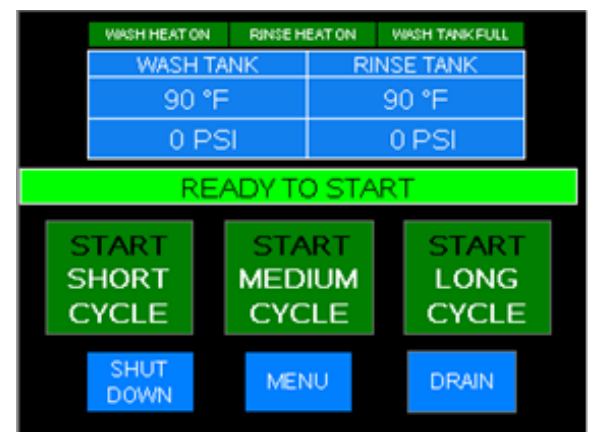 WASH HEAT ON RINSE HEAT ON WASH TANK FULL
WASH TANK RINSE TANK
90 °F 90 °F
0 PSI 0 PSI
READY TO START
START START START
SHORT MEDIUM LONG
CYCLE CYCLE CYCLE
SHUT DOWN MENU DRAIN